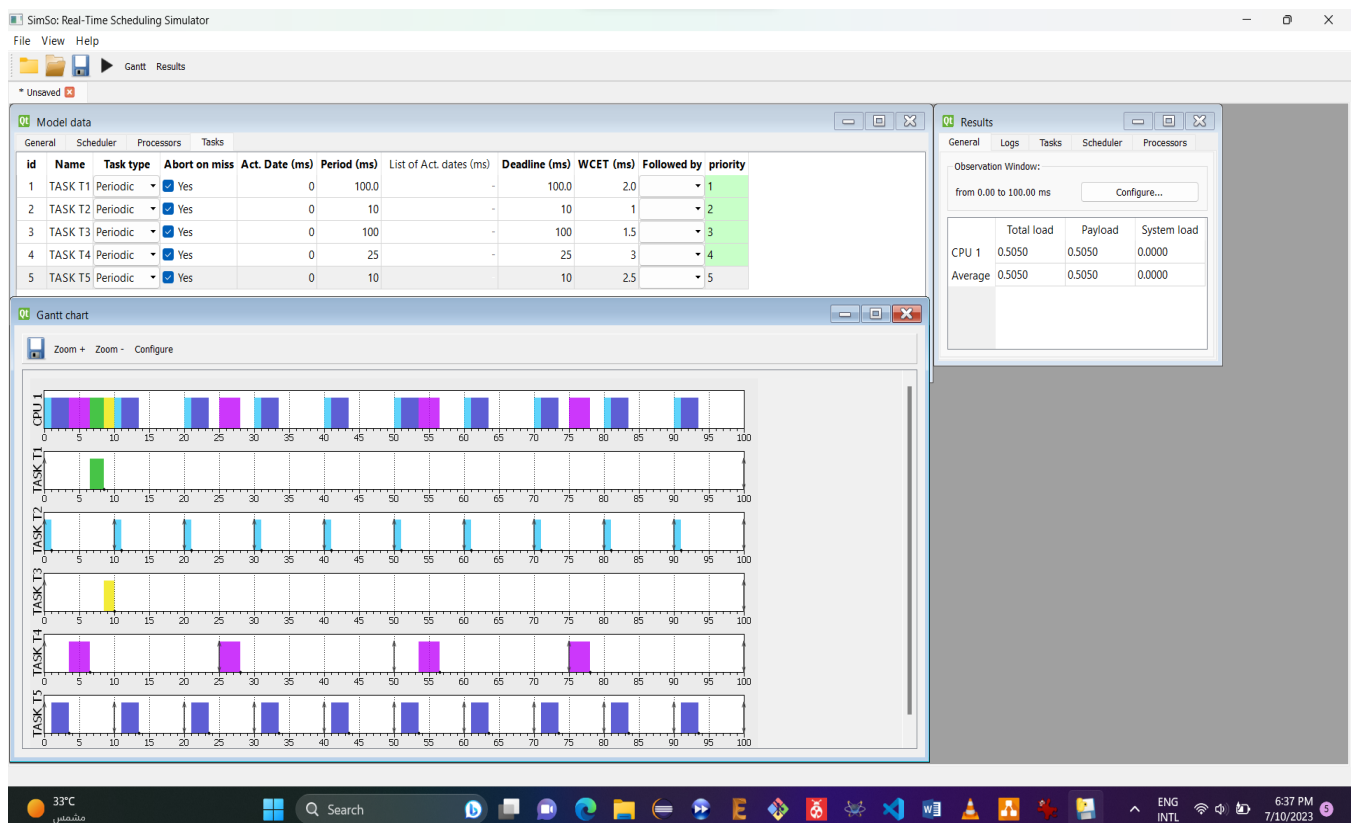 SimSo: Real-Time Scheduling Simulator
File View Help
Gantt Results
* Unsaved
Model data
General Scheduler Processors Tasks
id Name Task type Abort on miss Act. Date (ms) Period (ms) List of Act. dates (ms) Deadline (ms) WCET (ms) Followed by priority
1 TASK T1 Periodic Yes 0 100.0 - 100.0 2.0 1
2 TASK T2 Periodic Yes 0 10 - 10 1 2
3 TASK T3 Periodic Yes 0 100 - 100 1.5 3
4 TASK T4 Periodic Yes 0 25 - 25 3 4
5 TASK T5 Periodic Yes 0 10 10 2.5 5
Results
General Logs Tasks Scheduler Processors
Observation Window:
from 0.00 to 100.00 ms Configure...
Total load Payload System load
CPU 1 0.5050 0.5050 0.0000
Average 0.5050 0.5050 0.0000
Gantt chart
Zoom + Zoom - Configure
CPU 1
0 5 10 15 20 25 30 35 40 45 50 55 60 65 70 75 80 85 90 95 100
TASK T1
0 5 10 15 20 25 30 35 40 45 50 55 60 65 70 75 80 85 90 95 100
TASK T2
0 5 10 15 20 25 30 35 40 45 50 55 60 65 70 75 80 85 90 95 100
TASK T3
0 5 10 15 20 25 30 35 40 45 50 55 60 65 70 75 80 85 90 95 100
TASK T4
0 5 10 15 20 25 30 35 40 45 50 55 60 65 70 75 80 85 90 95 100
TASK T5
0 5 10 15 20 25 30 35 40 45 50 55 60 65 70 75 80 85 90 95 100
33°C
مشمس
Search
ENG
INTL
6:37 PM
7/10/2023
5